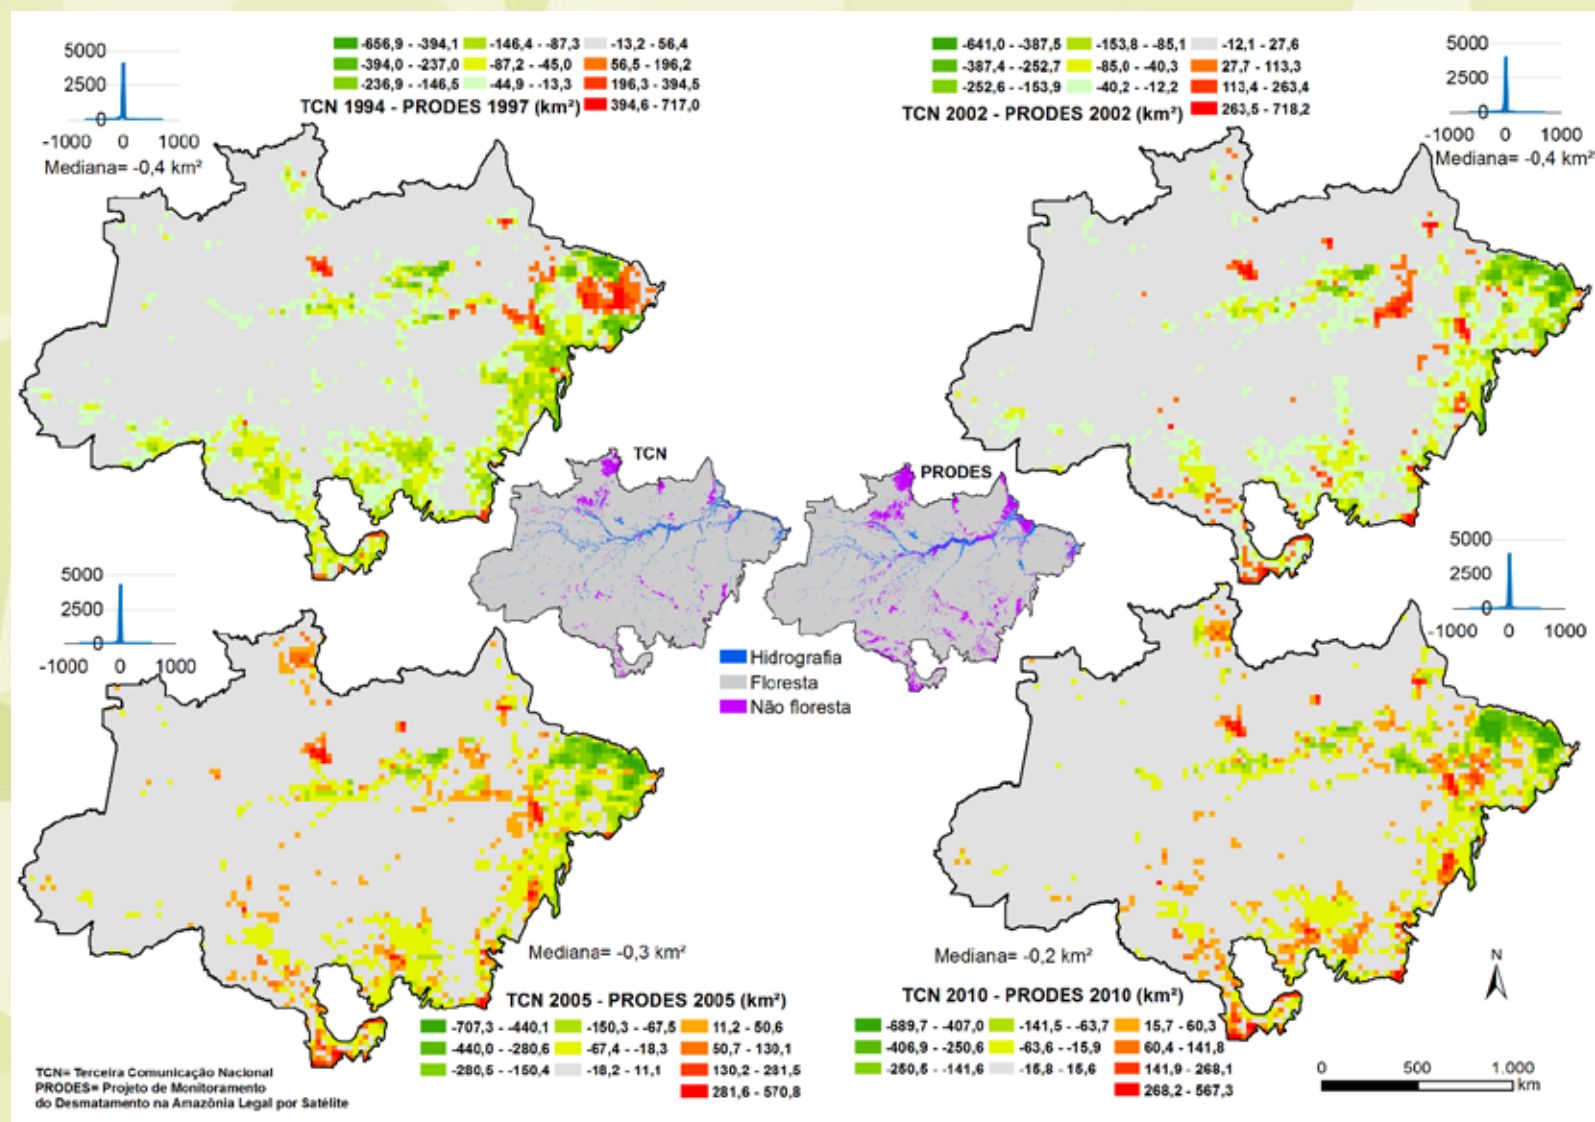 5000
2500
0
-1000 0 1000
Mediana= -0,4 km²
-656,9 - -394,1
-394,0 - -237,0
-236,9 - -146,5
-146,4 - -87,3
-87,2 - -45,0
-44,9 - -13,3
-13,2 - 56,4
56,5 - 196,2
196,3 - 394,5
394,6 - 717,0
TCN 1994 - PRODES 1997 (km²)
-641,0 - -387,5
-387,4 - -252,7
-252,6 - -153,9
-153,8 - -85,1
-85,0 - -40,3
-40,2 - -12,2
-12,1 - 27,6
27,7 - 113,3
113,4 - 263,4
263,5 - 718,2
TCN 2002 - PRODES 2002 (km²)
5000
2500
0
-1000 0 1000
Mediana= -0,4 km²
TCN
PRODES
Hidrografia
Floresta
Não floresta
5000
2500
0
-1000 0 1000
Mediana= -0,3 km²
TCN 2005 - PRODES 2005 (km²)
-707,3 - -440,1
-440,0 - -280,6
-280,5 - -150,4
-150,3 - -67,5
-67,4 - -18,3
-18,2 - 11,1
11,2 - 50,6
50,7 - 130,1
130,2 - 281,5
281,6 - 570,8
5000
2500
0
-1000 0 1000
Mediana= -0,2 km²
TCN 2010 - PRODES 2010 (km²)
-689,7 - -407,0
-406,9 - -250,6
-250,5 - -141,6
-141,5 - -63,7
-63,6 - -15,9
-15,8 - 15,6
15,7 - 60,3
60,4 - 141,8
141,9 - 268,1
268,2 - 567,3
N
0 500 1.000
km
TCN= Terceira Comunicação Nacional
PRODES= Projeto de Monitoramento
do Desmatamento na Amazônia Legal por Satélite